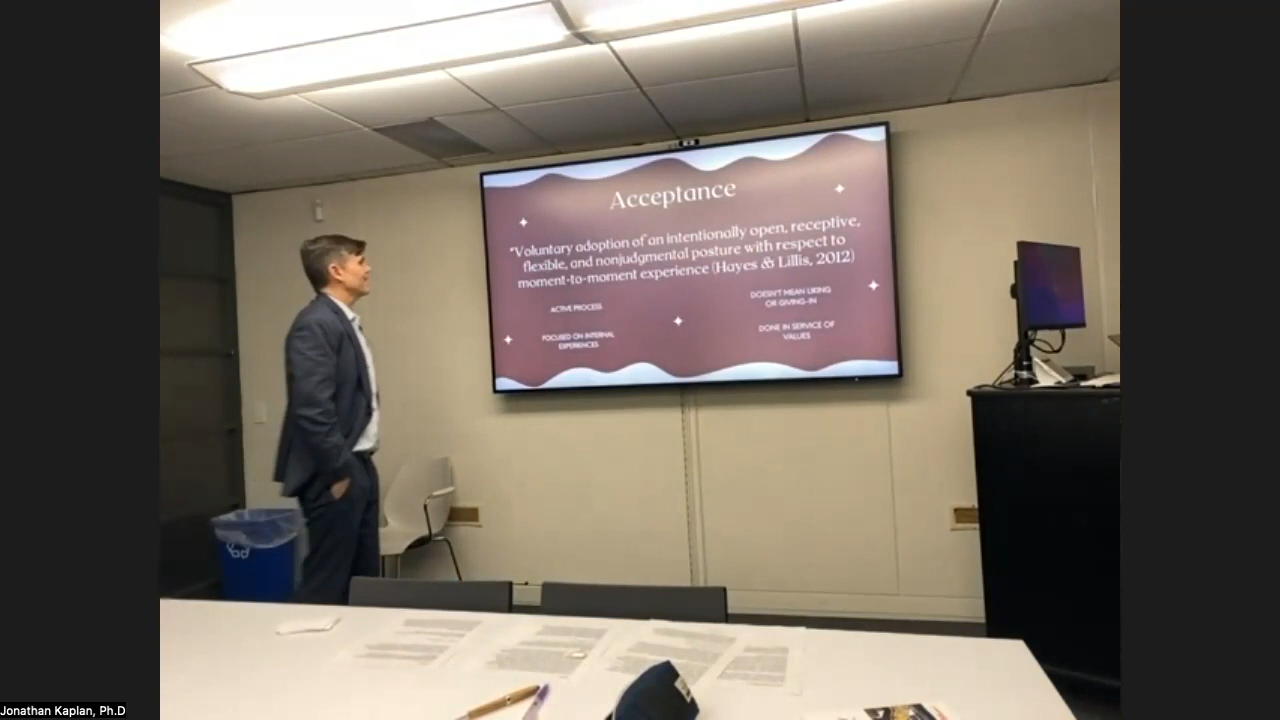 Acceptance
"Voluntary adoption of an intentionally open, receptive,
flexible, and nonjudgmental posture with respect to
moment-to-moment experience (Hayes & Lillis, 2012)
ACTIVE PROCESS
FOCUSED ON INTERNAL
EXPERIENCES
DOESN'T MEAN LIKING
OR GIVING-IN
DONE IN SERVICE OF
VALUES
Jonathan Kaplan, Ph.D